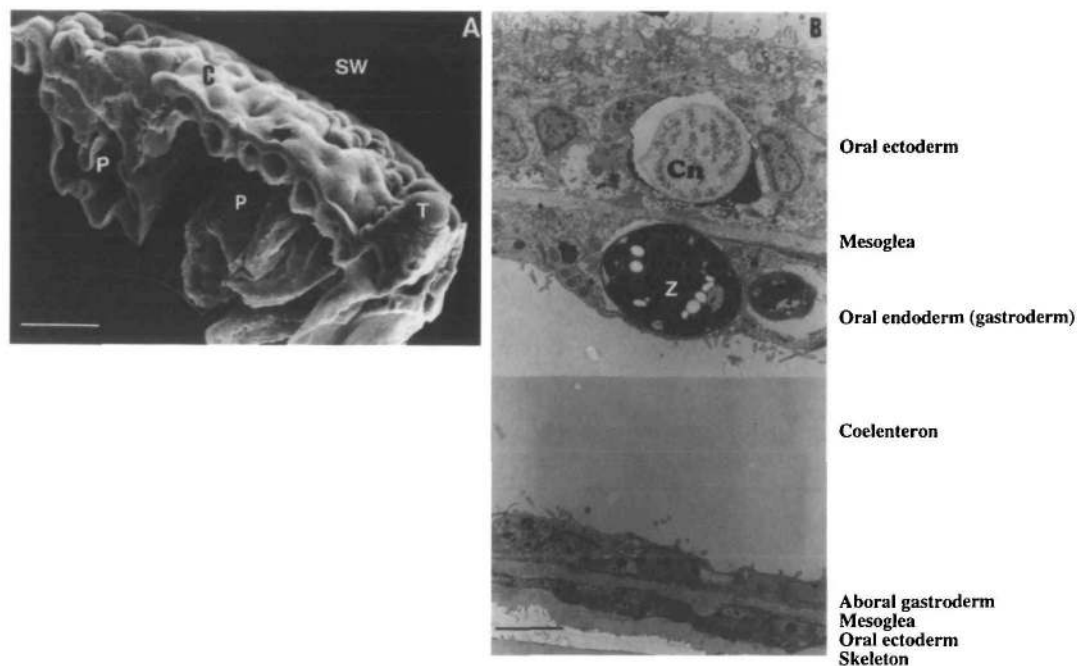 A
SW
C
P
P
T
B
Cn
Z
Oral ectoderm
Mesoglea
Oral endoderm (gastroderm)
Coelenteron
Aboral gastroderm
Mesoglea
Oral ectoderm
Skeleton